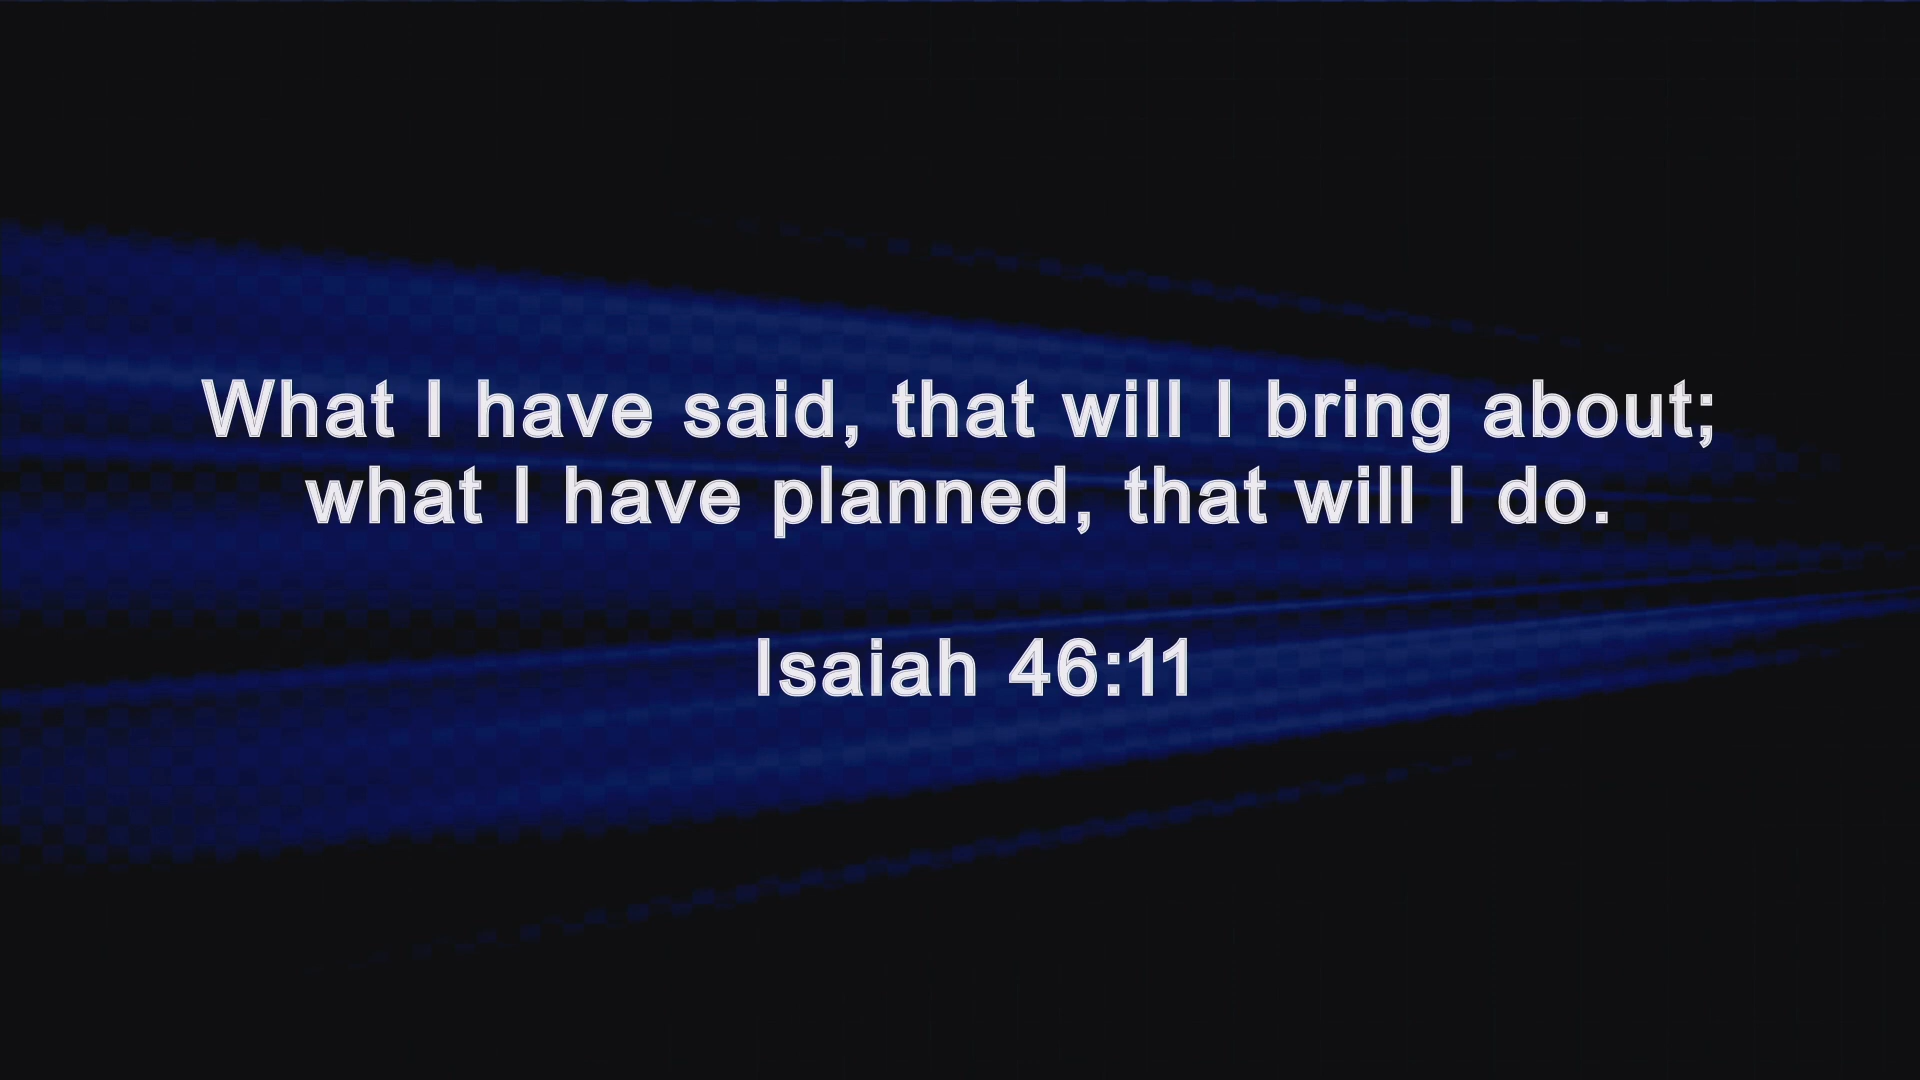 What I have said, that will I bring about;
what I have planned, that will I do.
Isaiah 46:11